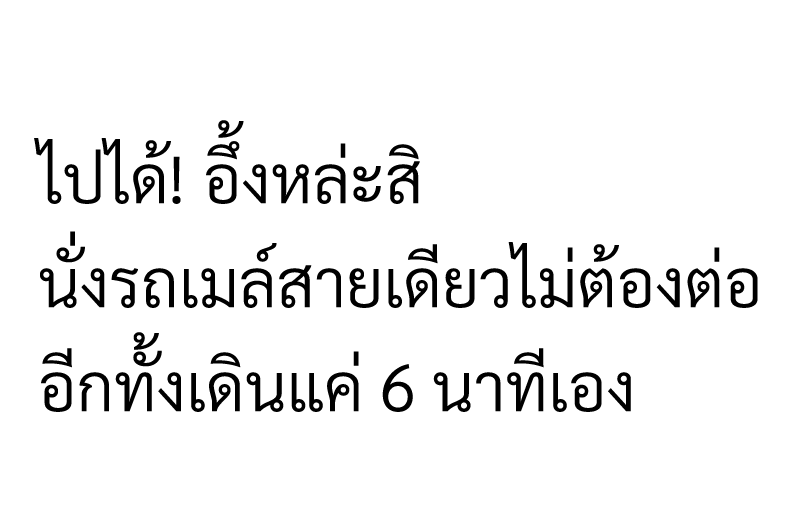 ไปได้! อึ้งหล่ะสิ
นั่งรถเมล์สายเดียวไม่ต้องต่อ
อีกทั้งเดินแค่ 6 นาทีเอง